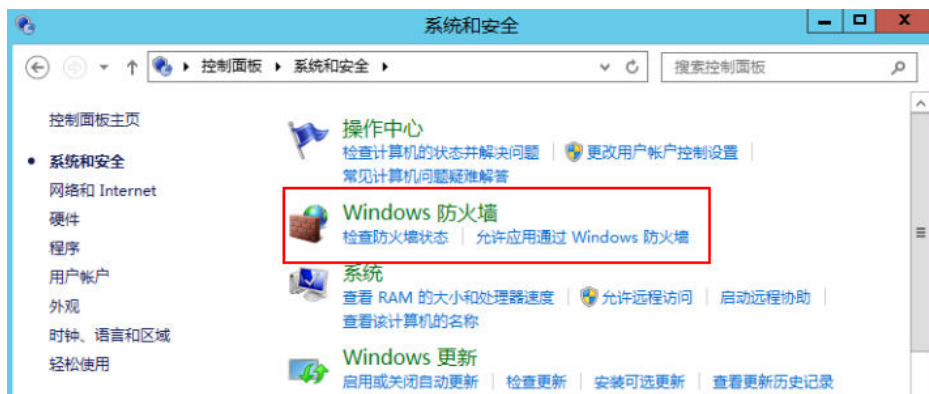 系统和安全
控制面板 系统和安全
搜索控制面板
控制面板主页
系统和安全
网络和 Internet
硬件
程序
用户帐户
外观
时钟、语言和区域
轻松使用
操作中心
检查计算机的状态并解决问题 更改用户帐户控制设置
常见计算机问题疑难解答
Windows 防火墙
检查防火墙状态 允许应用通过 Windows 防火墙
系统
查看 RAM 的大小和处理器速度 允许远程访问 启动远程协助
查看该计算机的名称
Windows 更新
启用或关闭自动更新 检查更新 安装可选更新 查看更新历史记录